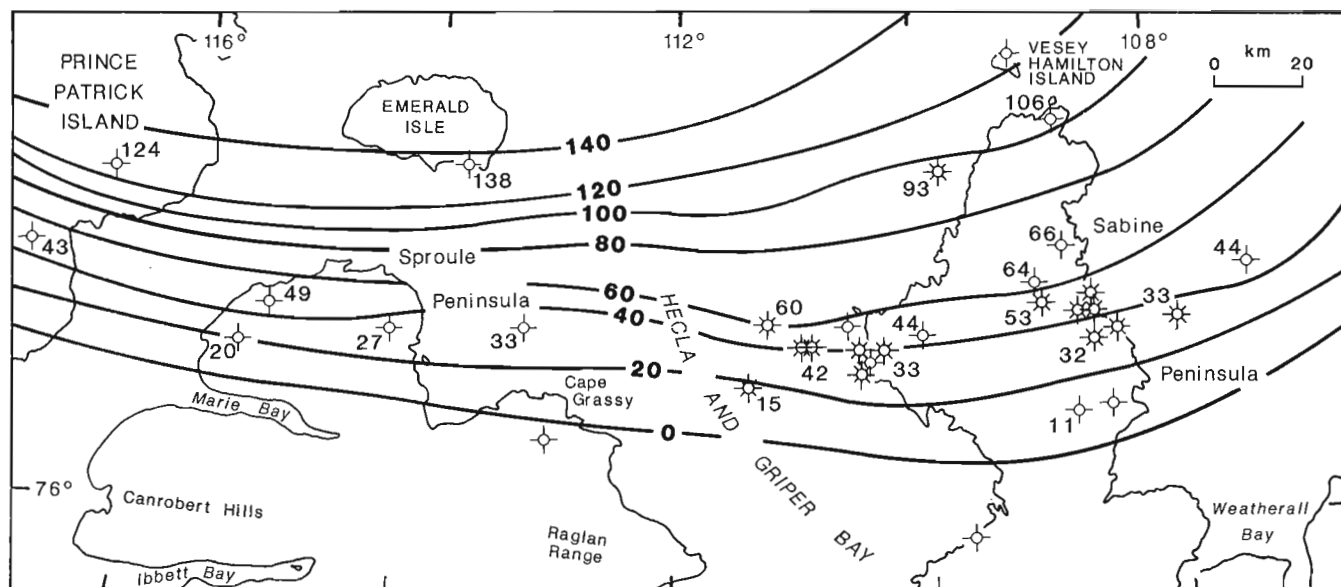 116°
112°
108°
PRINCE
PATRICK
ISLAND
EMERALD
ISLE
VESEY
HAMILTON
ISLAND
km
0 20
106
124
138
140
120
100
80
93
43
Sproule
Peninsula
66
Sabine
44
64
49
60
40
60
53
33
20
27
33
44
42
33
32
20
15
Peninsula
11
HECLA AND GRIPER BAY
Cape
Grassy
Marie Bay
0
76°
Canrobert Hills
Raglan
Range
Ibbett Bay
Weatherall
Bay